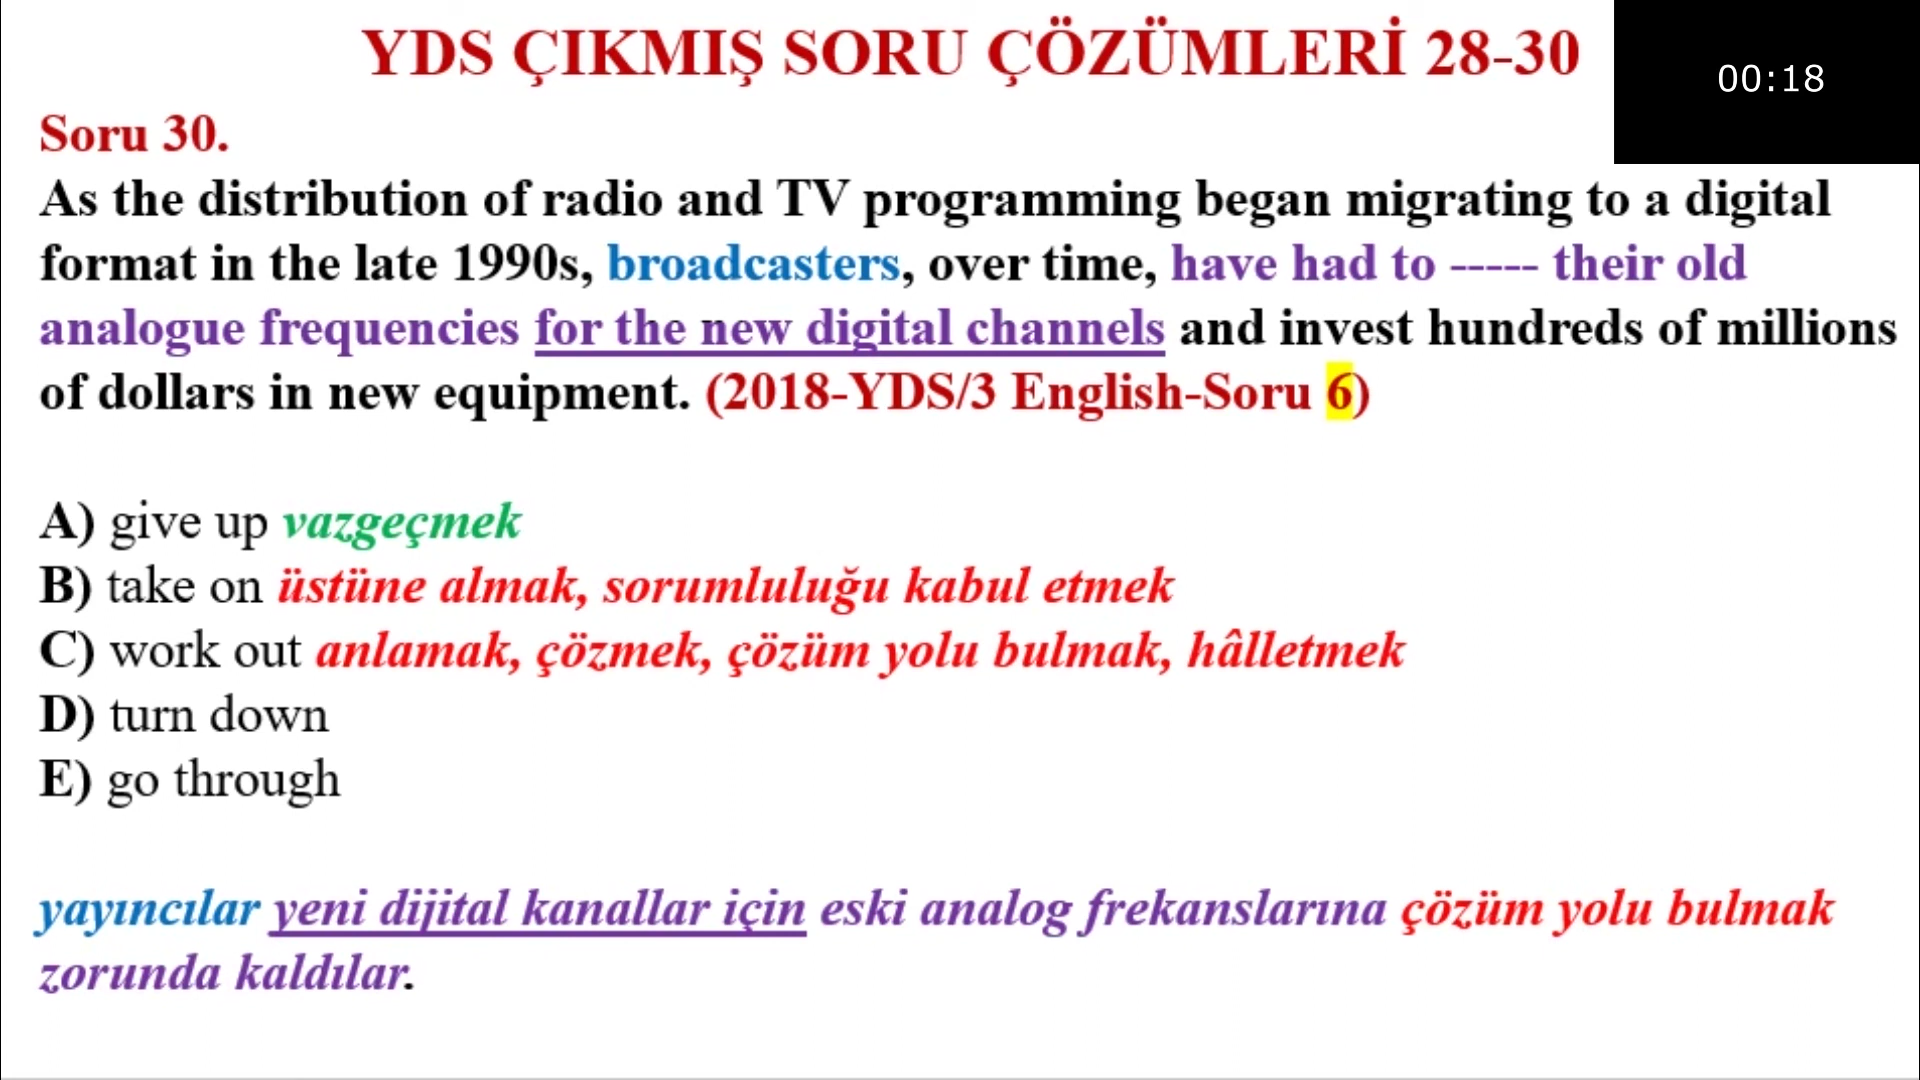 YDS ÇIKMIŞ SORU ÇÖZÜMLERİ 28-30
00:18
Soru 30.
As the distribution of radio and TV programming began migrating to a digital
format in the late 1990s, broadcasters, over time, have had to ----- their old
analogue frequencies for the new digital channels and invest hundreds of millions
of dollars in new equipment. (2018-YDS/3 English-Soru 6)
A) give up vazgeçmek
B) take on üstüne almak, sorumluluğu kabul etmek
C) work out anlamak, çözmek, çözüm yolu bulmak, hâlletmek
D) turn down
E) go through
yayıncılar yeni dijital kanallar için eski analog frekanslarına çözüm yolu bulmak
zorunda kaldılar.